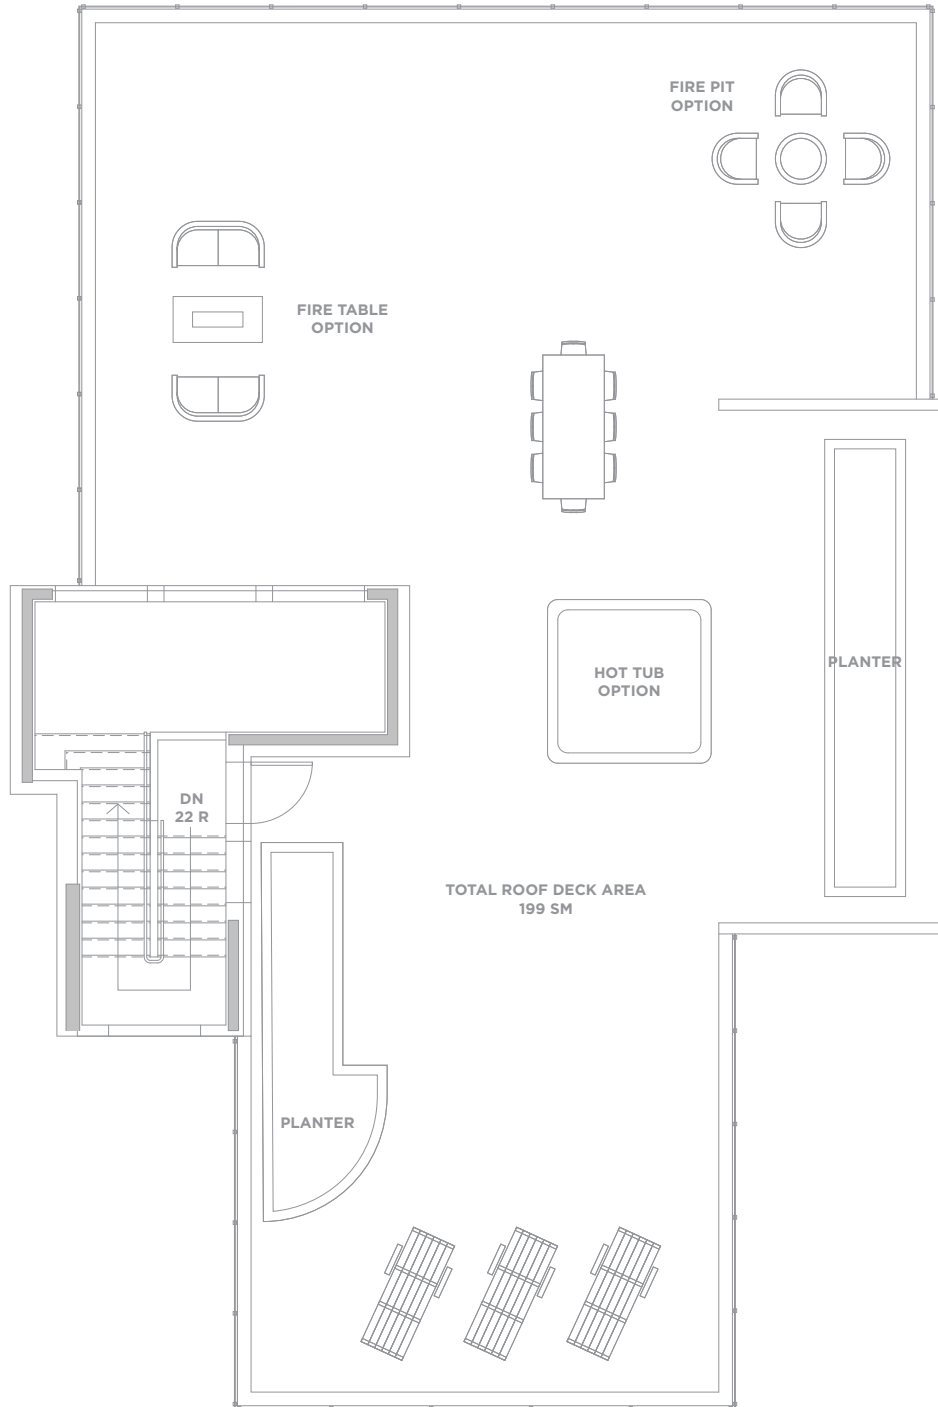 FIRE PIT
OPTION
FIRE TABLE
OPTION
PLANTER
HOT TUB
OPTION
DN
22 R
TOTAL ROOF DECK AREA
199 SM
PLANTER